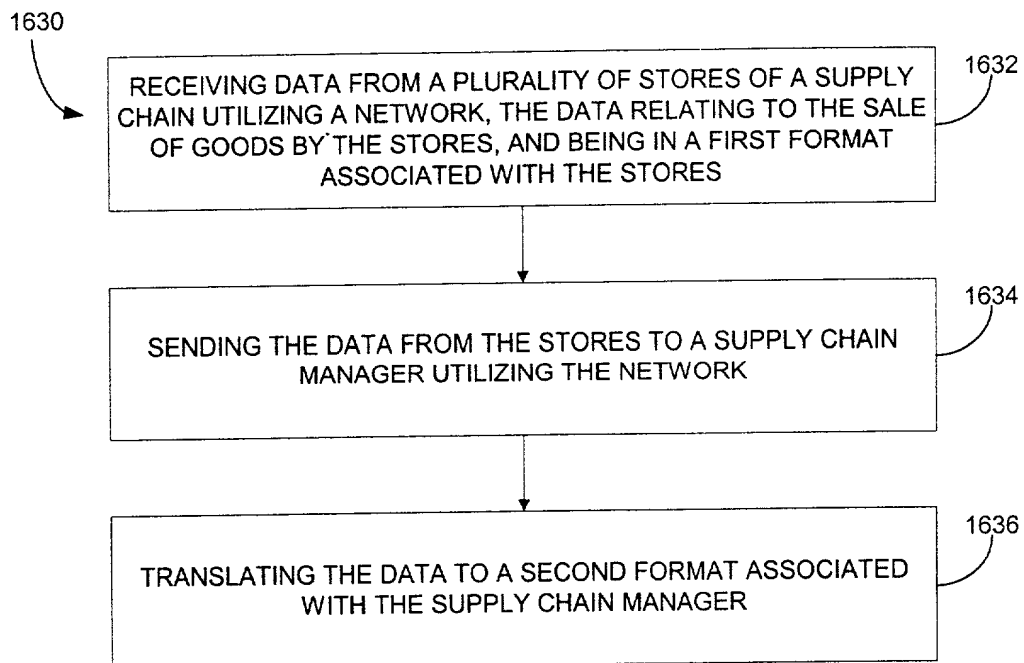 1630
RECEIVING DATA FROM A PLURALITY OF STORES OF A SUPPLY
CHAIN UTILIZING A NETWORK, THE DATA RELATING TO THE SALE
OF GOODS BY THE STORES, AND BEING IN A FIRST FORMAT
ASSOCIATED WITH THE STORES
1632
SENDING THE DATA FROM THE STORES TO A SUPPLY CHAIN
MANAGER UTILIZING THE NETWORK
1634
TRANSLATING THE DATA TO A SECOND FORMAT ASSOCIATED
WITH THE SUPPLY CHAIN MANAGER
1636